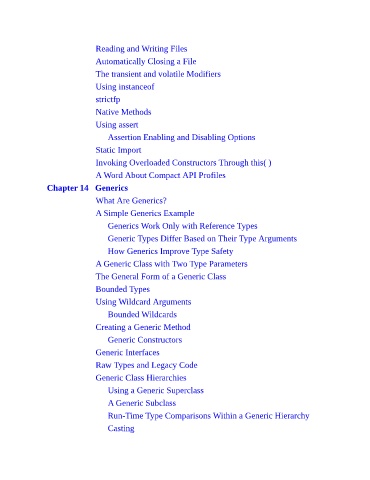 Reading and Writing Files
Automatically Closing a File
The transient and volatile Modifiers
Using instanceof
strictfp
Native Methods
Using assert
Assertion Enabling and Disabling Options
Static Import
Invoking Overloaded Constructors Through this( )
A Word About Compact API Profiles
Chapter 14 Generics
What Are Generics?
A Simple Generics Example
Generics Work Only with Reference Types
Generic Types Differ Based on Their Type Arguments
How Generics Improve Type Safety
A Generic Class with Two Type Parameters
The General Form of a Generic Class
Bounded Types
Using Wildcard Arguments
Bounded Wildcards
Creating a Generic Method
Generic Constructors
Generic Interfaces
Raw Types and Legacy Code
Generic Class Hierarchies
Using a Generic Superclass
A Generic Subclass
Run-Time Type Comparisons Within a Generic Hierarchy
Casting